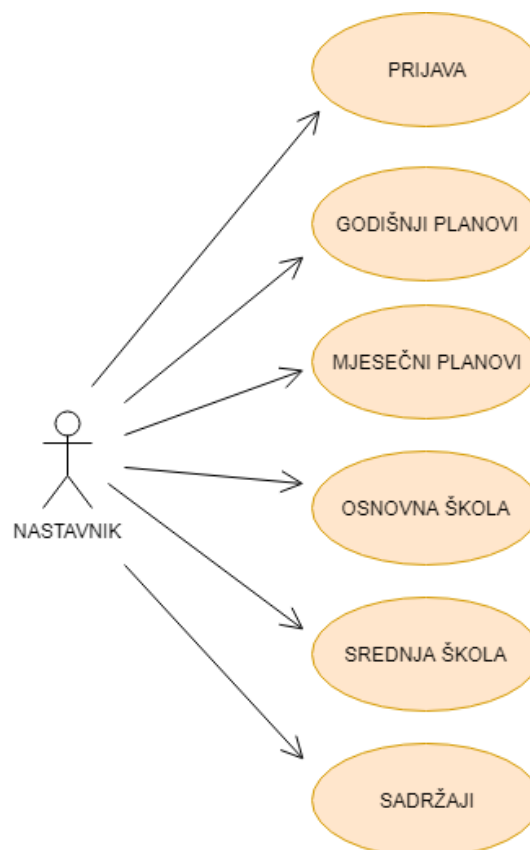 PRIJAVA
GODIŠNJI PLANOVI
MJESEČNI PLANOVI
NASTAVNIK
OSNOVNA ŠKOLA
SREDNJA ŠKOLA
SADRŽAJI